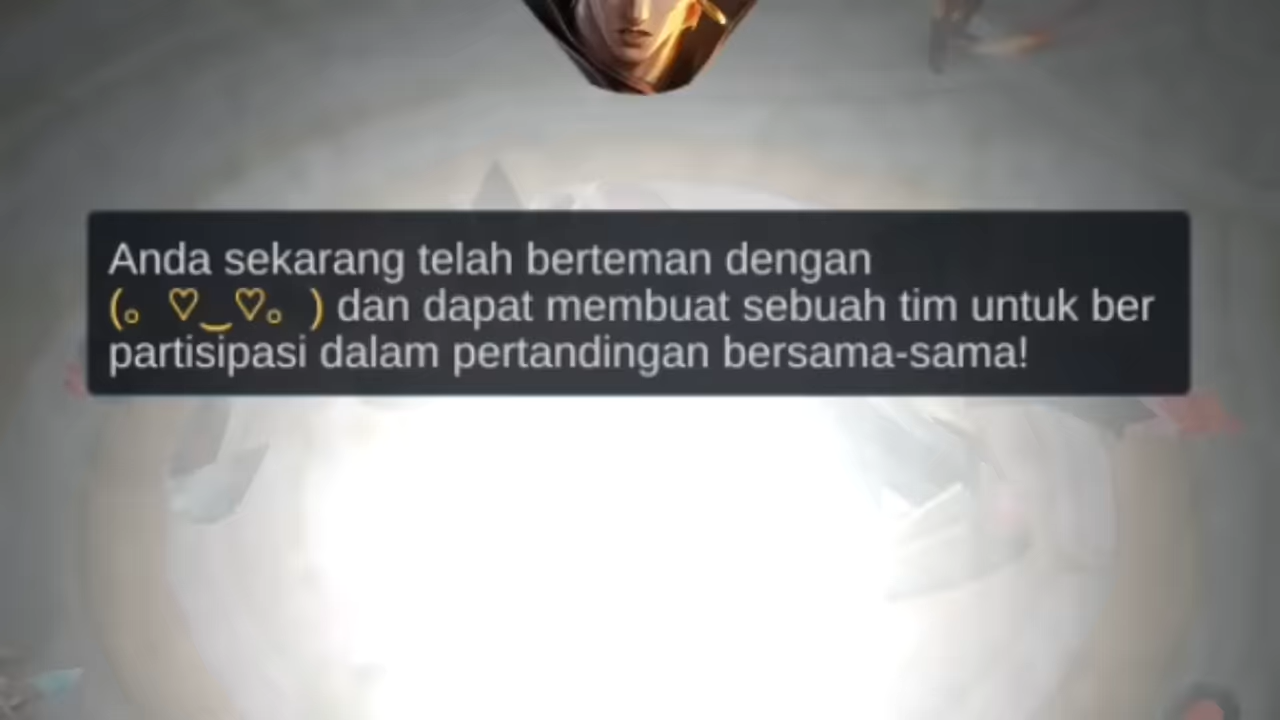 Anda sekarang telah berteman dengan
(。♡‿♡。) dan dapat membuat sebuah tim untuk ber
partisipasi dalam pertandingan bersama-sama!